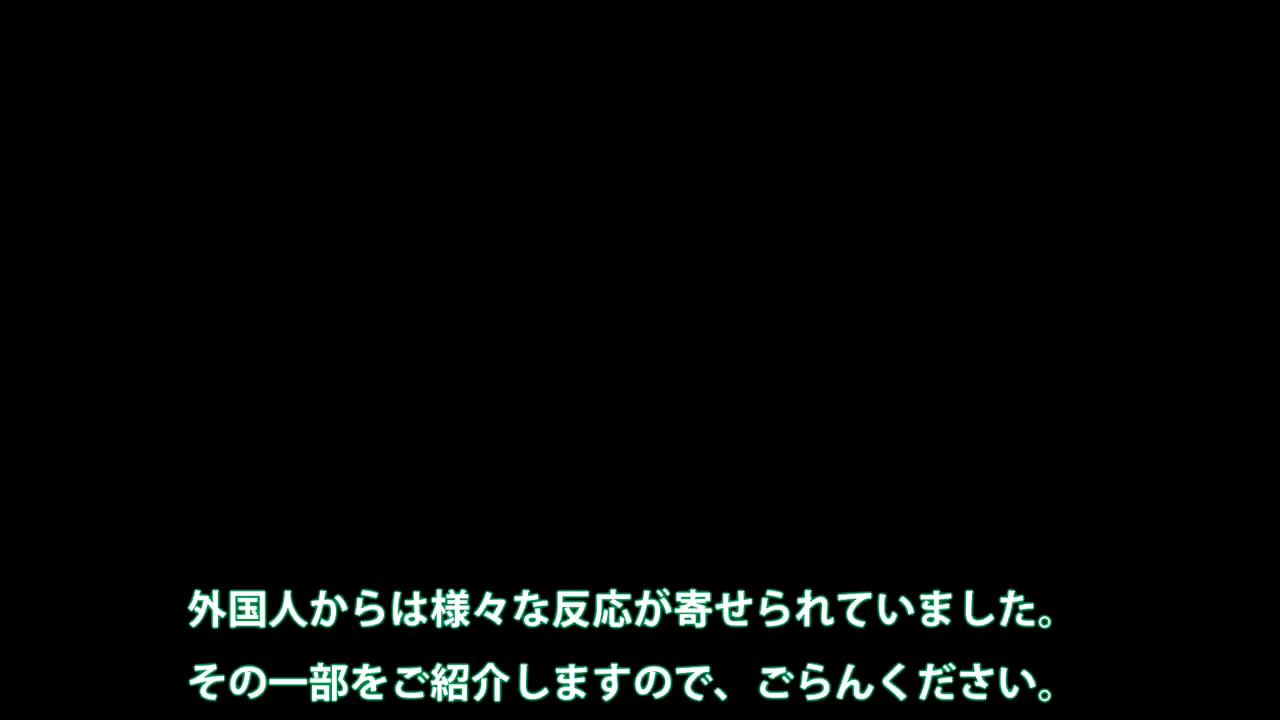 外国人からは様々な反応が寄せられていました。
その一部をご紹介しますので、ごらんください。